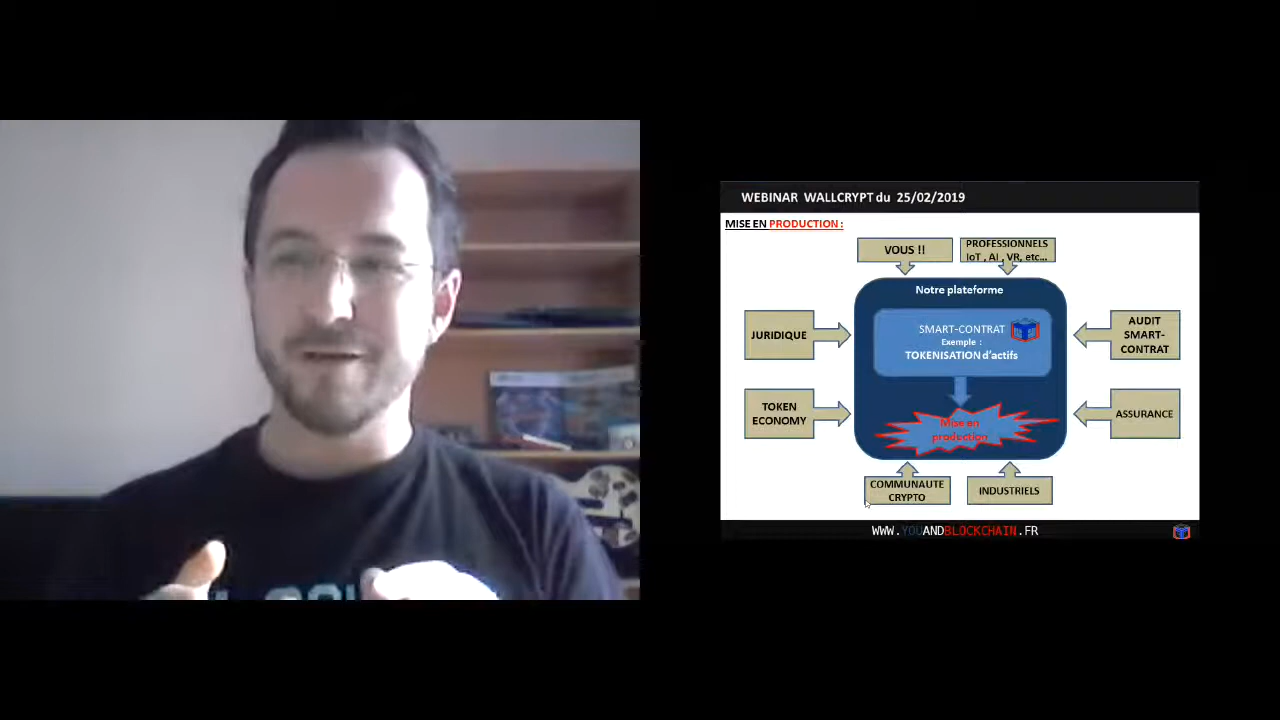 WEBINAR WALLCRYPT du 25/02/2019
MISE EN PRODUCTION :
VOUS !!
PROFESSIONNELS
IoT , AI , VR, etc...
Notre plateforme
JURIDIQUE
SMART-CONTRAT
Exemple :
TOKENISATION d'actifs
AUDIT
SMART-
CONTRAT
TOKEN
ECONOMY
Mise en
production
ASSURANCE
COMMUNAUTE
CRYPTO
INDUSTRIELS
WWW.YOUANDBLOCKCHAIN.FR